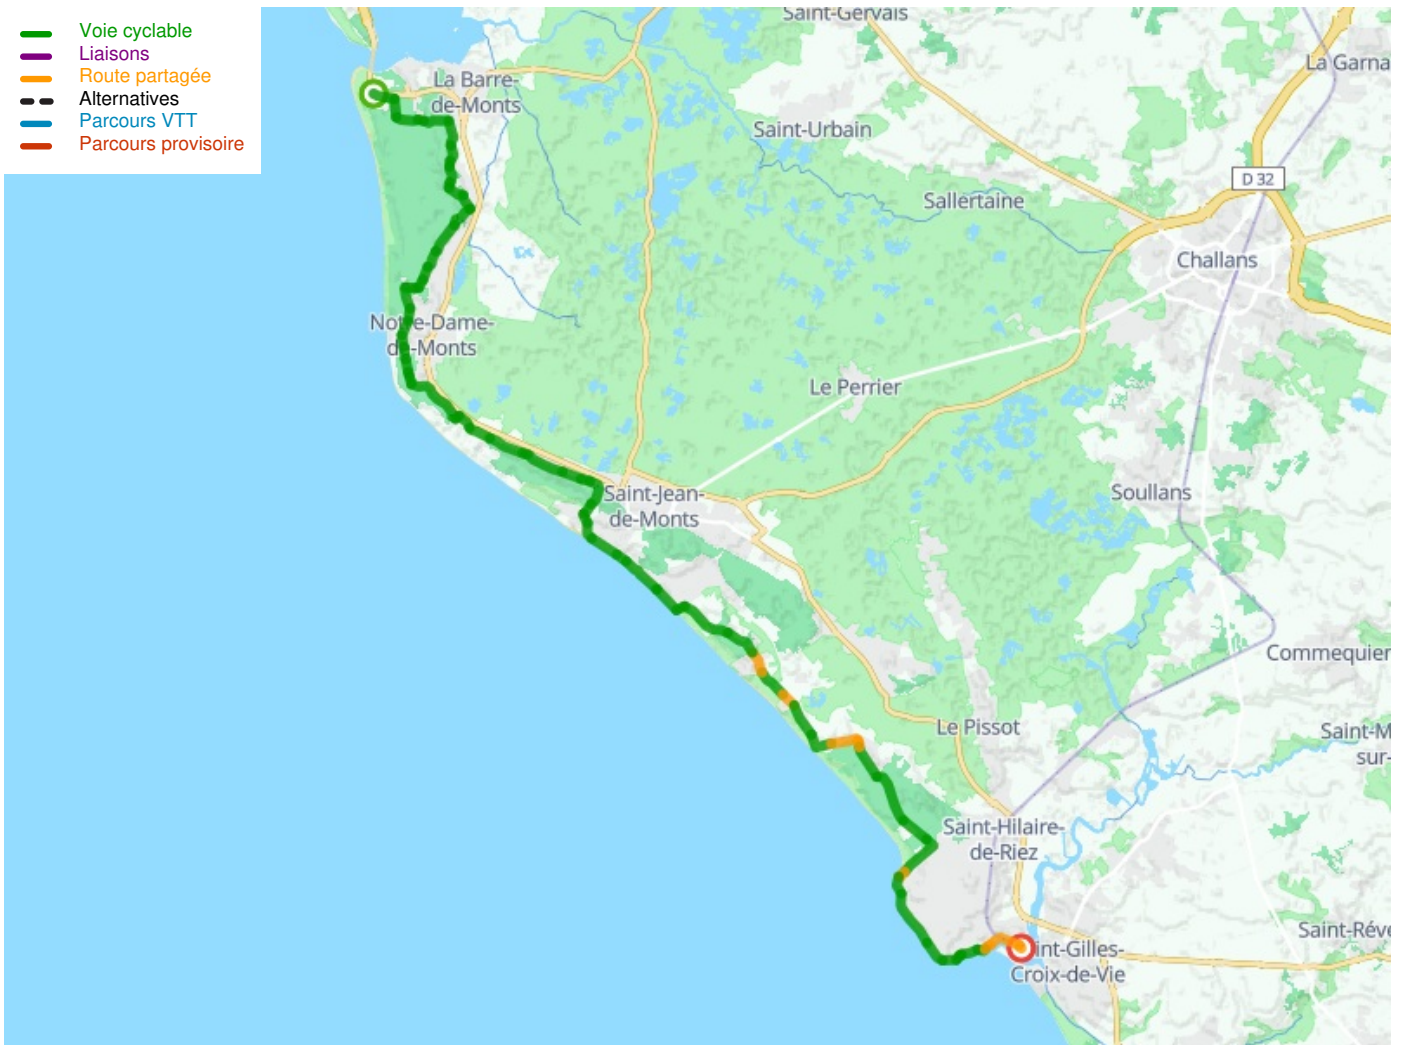 Voie cyclable
Liaisons
Route partagée
Alternatives
Parcours VTT
Parcours provisoire
Saint-Gervais
La Garna
La Barre-
de-Monts
Saint-Urbain
D 32
Sallertaine
Challans
Notre-Dame-
de-Monts
Le Perrier
Saint-Jean-
de-Monts
Soullans
Commequier
Le Pissot
Saint-M
sur-
Saint-Hilaire-
de-Riez
Saint-Réve
int-Gilles-
Croix-de-Vie